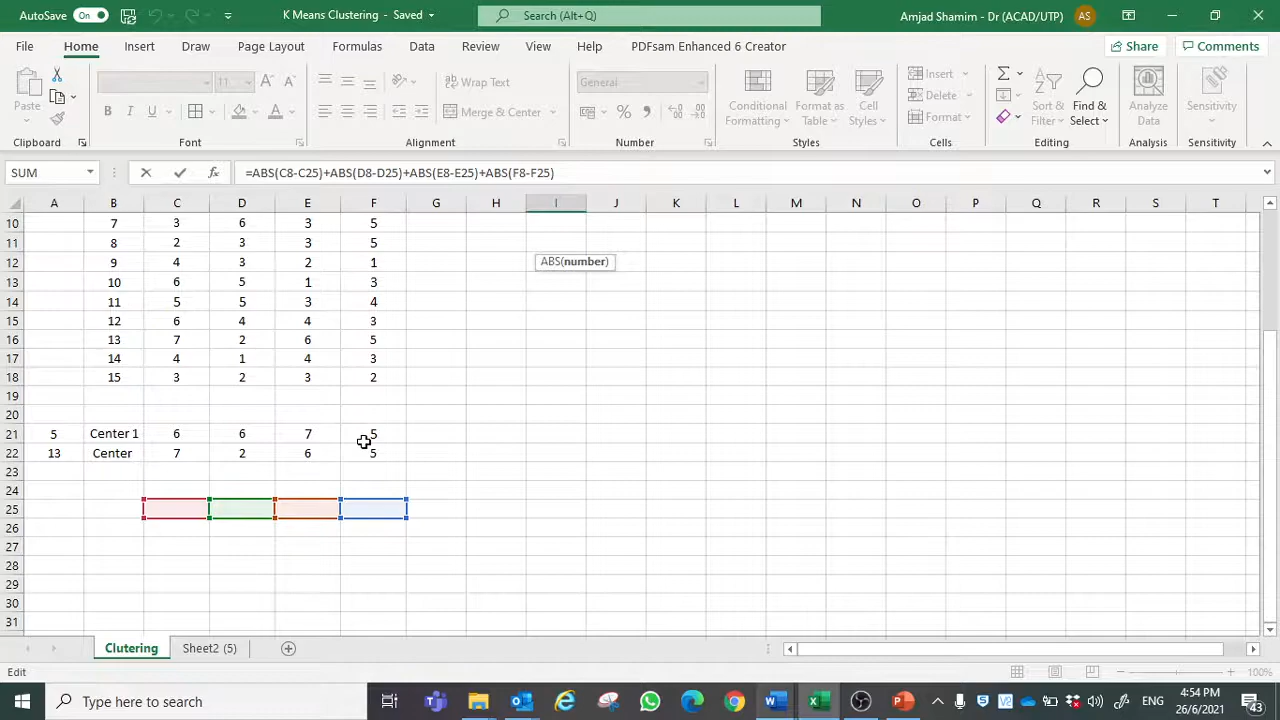 AutoSave On K Means Clustering - Saved Search (Alt+Q) Amjad Shamim - Dr (ACAD/UTP) AS
File Home Insert Draw Page Layout Formulas Data Review View Help PDFsam Enhanced 6 Creator Share Comments
Paste 11 Wrap Text General Conditional Formatting Format as Table Cell Styles Insert Sort & Filter Find & Select Analyze Data Sensitivity
B I U Merge & Center Delete
Format
Clipboard Font Alignment Number Styles Cells Editing Analysis Sensitivity
SUM fx =ABS(C8-C25)+ABS(D8-D25)+ABS(E8-E25)+ABS(F8-F25)
A B C D E F G H I J K L M N O P Q R S T
10 7 3 6 3 5
11 8 2 3 3 5
12 9 4 3 2 1 ABS(number)
13 10 6 5 1 3
14 11 5 5 3 4
15 12 6 4 4 3
16 13 7 2 6 5
17 14 4 1 4 3
18 15 3 2 3 2
19
20
21 5 Center 1 6 6 7 5
22 13 Center 7 2 6 5
23
24
25
26
27
28
29
30
31
Clutering Sheet2 (5)
Edit 100%
Type here to search ENG 4:54 PM
26/6/2021 43